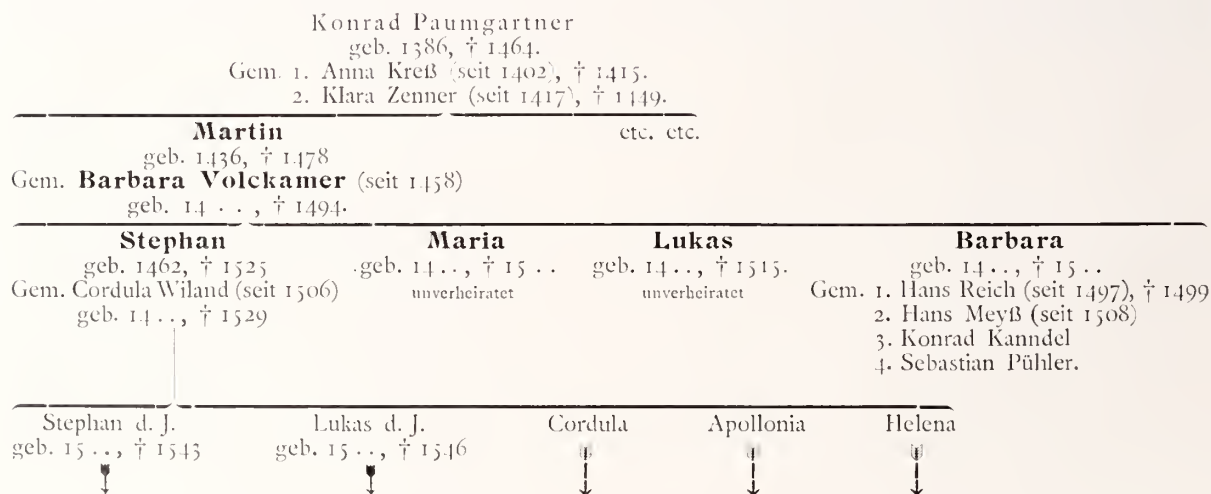 Konrad Paumgartner
geb. 1386, † 1464.
Gem. 1. Anna Kreß (seit 1402), † 1415.
2. Klara Zenner (seit 1417), † 1449.
Martin etc. etc.
geb. 1436, † 1478
Gem. Barbara Volckamer (seit 1458)
geb. 14 . . , † 1494.
Stephan Maria Lukas Barbara
geb. 1462, † 1525 geb. 14 . . , † 15 . . geb. 14 . . , † 1515. geb. 14 . . , † 15 . .
Gem. Cordula Wiland (seit 1506) unverheiratet unverheiratet Gem. 1. Hans Reich (seit 1497), † 1499
geb. 14 . . , † 1529 2. Hans Meyß (seit 1508)
3. Konrad Kanndel
4. Sebastian Pühler.
Stephan d. J. Lukas d. J. Cordula Apollonia Helena
geb. 15 . . , † 1543 geb. 15 . . , † 1546